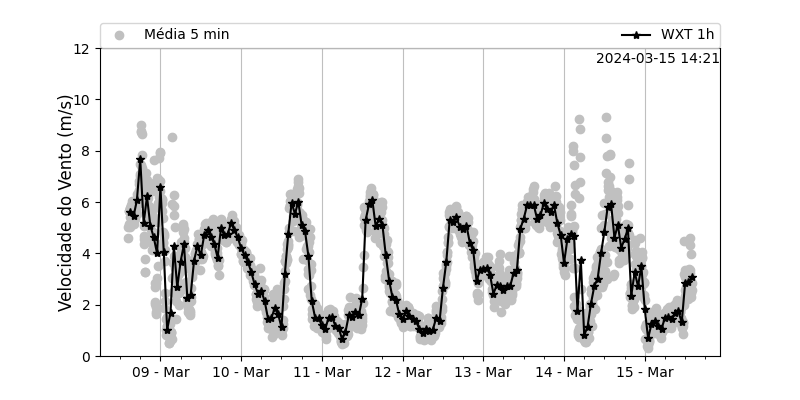 Média 5 min
WXT 1h
2024-03-15 14:21
Velocidade do Vento (m/s)
12
10
8
6
4
2
0
09 - Mar
10 - Mar
11 - Mar
12 - Mar
13 - Mar
14 - Mar
15 - Mar